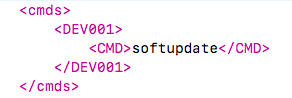 <cmds>
<DEV001>
<CMD>softupdate</CMD>
</DEV001>
</cmds>